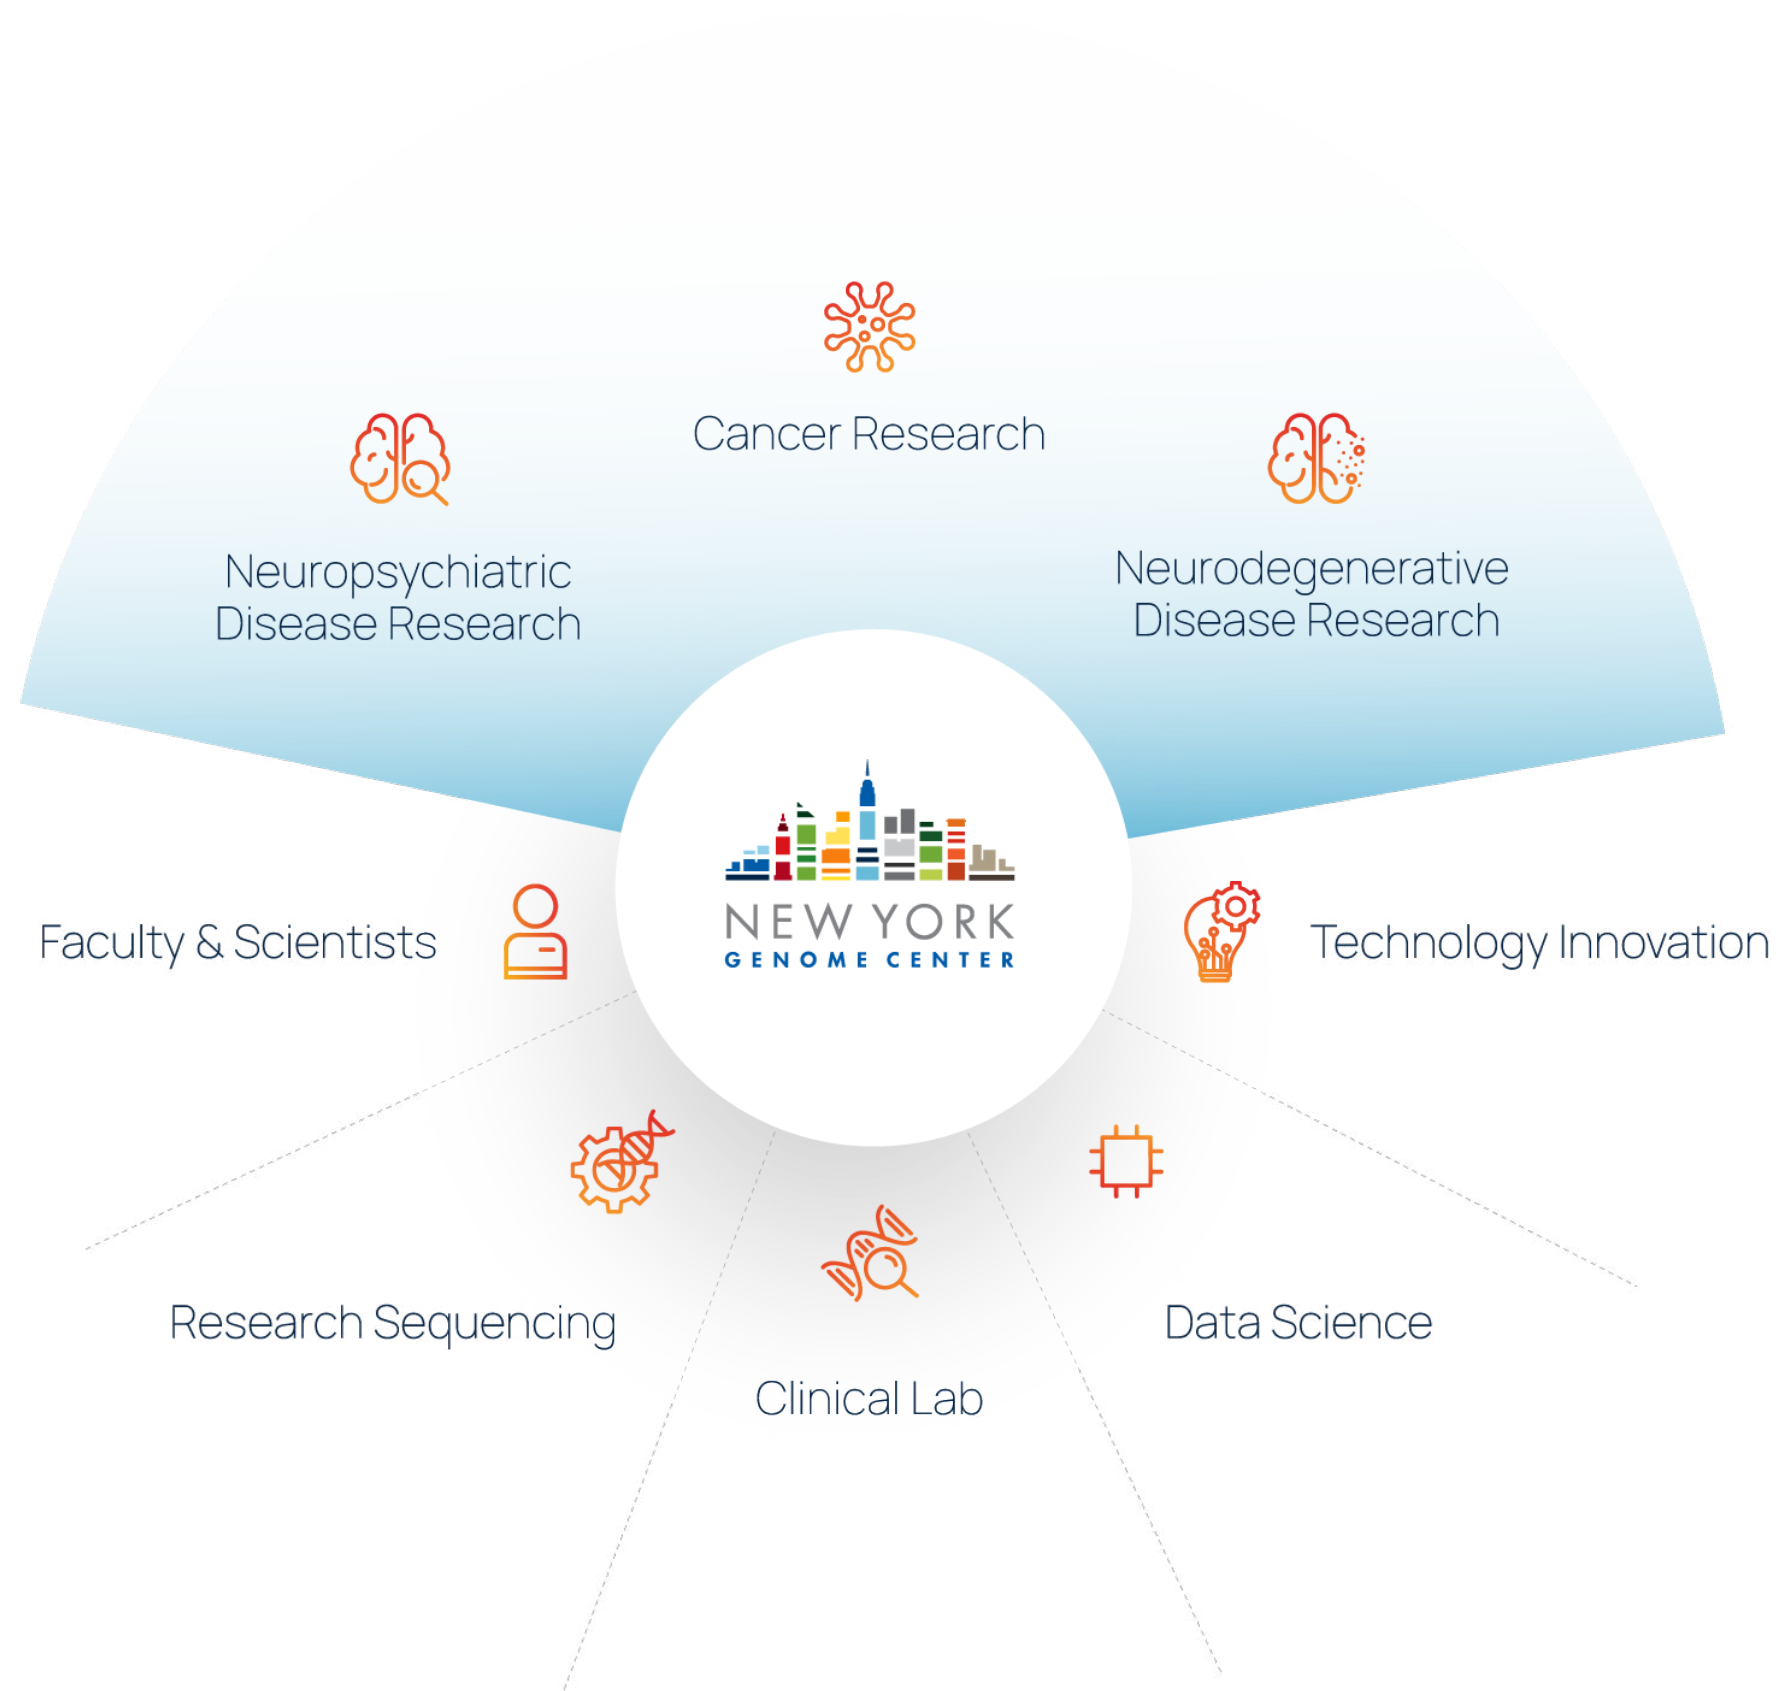 Cancer Research
Neuropsychiatric
Disease Research
Neurodegenerative
Disease Research
NEW YORK
GENOME CENTER
Faculty & Scientists
Technology Innovation
Research Sequencing
Data Science
Clinical Lab